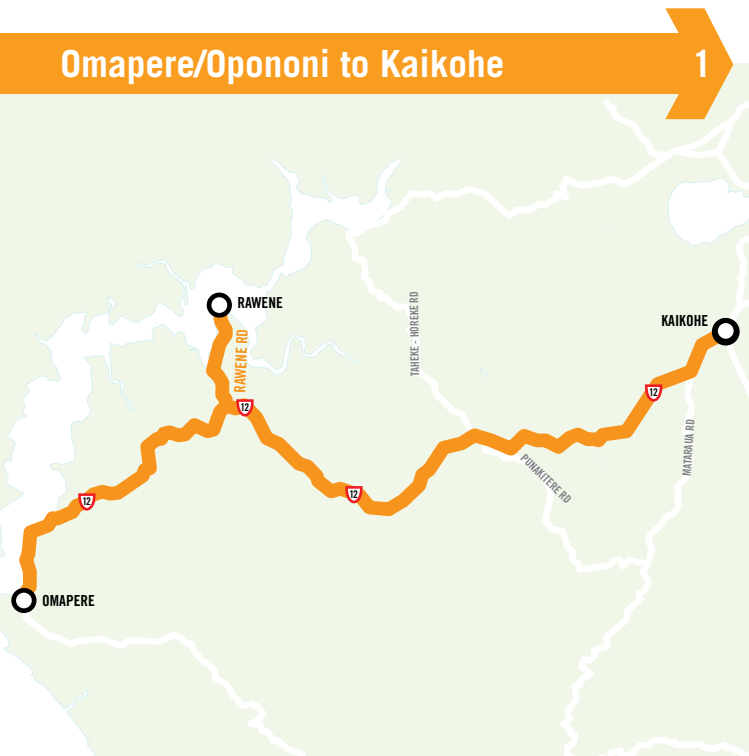 Omapere/Opononi to Kaikohe 1
RAWENE
RAWENE RD
TAHEKE - HOREKE RD
KAIKOHE
12
12
12
12
MATARAUA RD
PUNAKITERE RD
OMAPERE